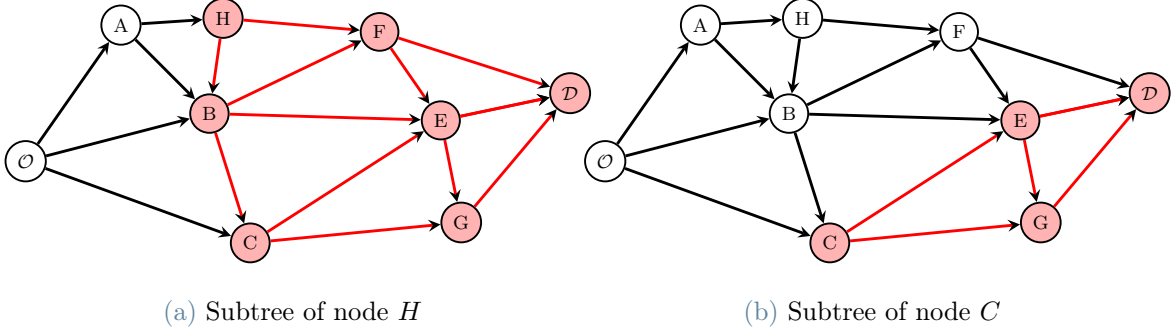 A
H
F
B
E
𝒟
𝒪
C
G
A
H
F
B
E
𝒟
𝒪
C
G
(a) Subtree of node H
(b) Subtree of node C